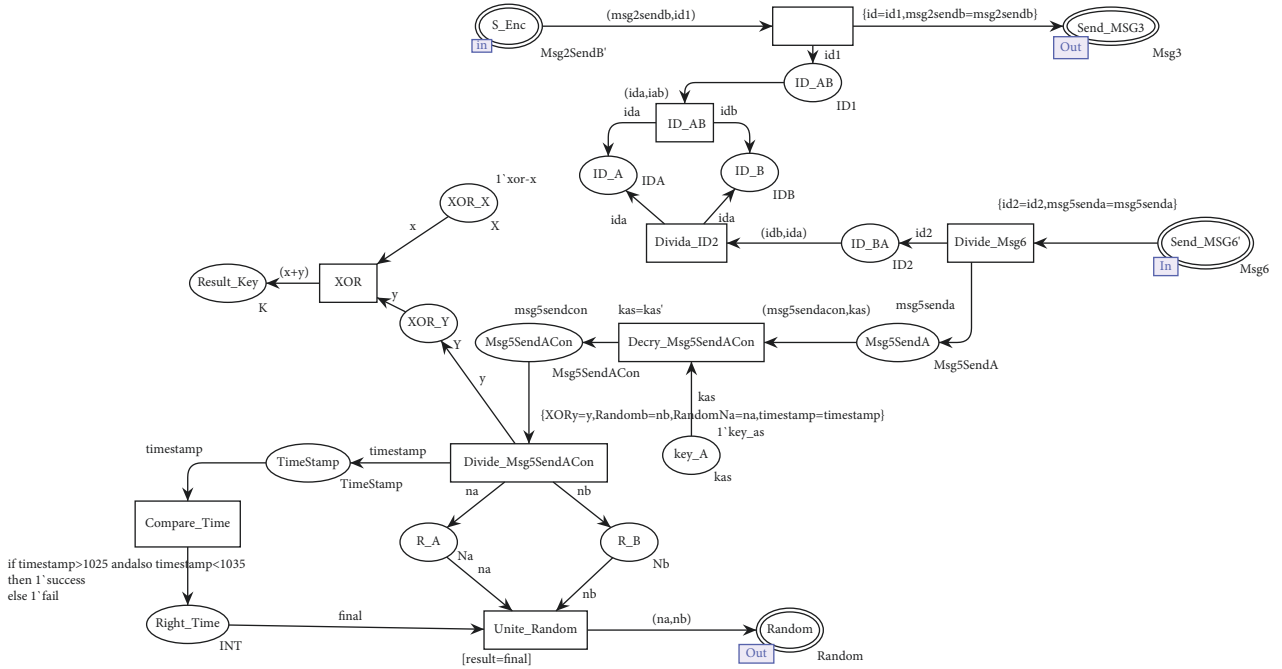 (msg2sendb,id1)
{id=id1,msg2sendb=msg2sendb}
S_Enc
Send_MSG3
in
Out
Msg2SendB'
Msg3
id1
ID_AB
ID1
(ida,iab)
ida
ID_AB
idb
ID_A
IDA
ID_B
IDB
1`xor-x
XOR_X
X
x
ida
ida
{id2=id2,msg5senda=msg5senda}
Divida_ID2
(idb,ida)
ID_BA
ID2
id2
Divide_Msg6
Send_MSG6'
In
Msg6
Result_Key
K
(x+y)
XOR
y
XOR_Y
Y
msg5sendcon
kas=kas'
(msg5sendacon,kas)
msg5senda
Msg5SendACon
Msg5SendACon
Decry_Msg5SendACon
Msg5SendA
Msg5SendA
y
kas
{XORy=y,Randomb=nb,RandomNa=na,timestamp=timestamp}
1`key_as
key_A
kas
timestamp
TimeStamp
TimeStamp
timestamp
Divide_Msg5SendACon
na
nb
Compare_Time
R_A
Na
R_B
Nb
if timestamp>1025 andalso timestamp<1035
then 1`success
else 1`fail
na
nb
Right_Time
INT
final
Unite_Random
[result=final]
(na,nb)
Random
Out
Random